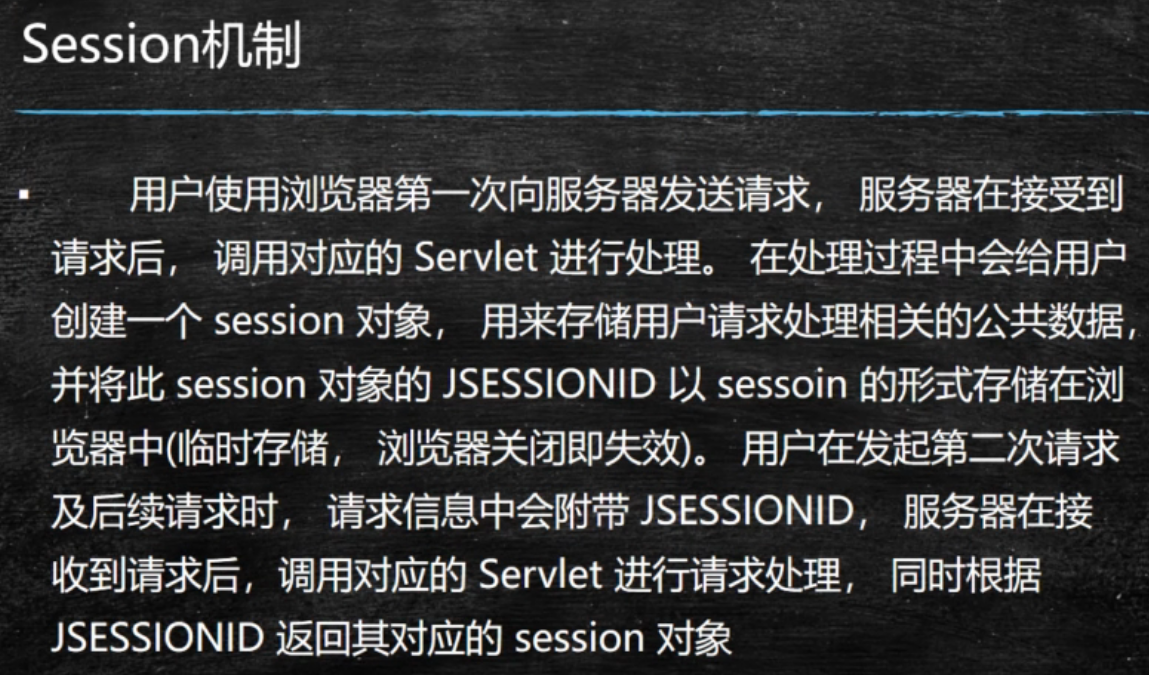 Session机制
▪ 用户使用浏览器第一次向服务器发送请求， 服务器在接受到
请求后， 调用对应的 Servlet 进行处理。 在处理过程中会给用户
创建一个 session 对象， 用来存储用户请求处理相关的公共数据，
并将此 session 对象的 JSESSIONID 以 sessoin 的形式存储在浏
览器中(临时存储， 浏览器关闭即失效)。 用户在发起第二次请求
及后续请求时， 请求信息中会附带 JSESSIONID， 服务器在接
收到请求后，调用对应的 Servlet 进行请求处理， 同时根据
JSESSIONID 返回其对应的 session 对象